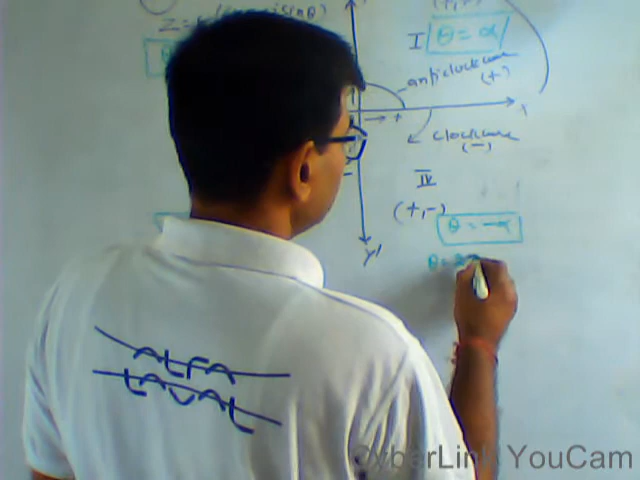 (+,+)
I θ = α
anticlockwise
(+)
→ +
x
clockwise
(−)
IV
(+,−)
θ = −α
y'
θ =
ALFA
LAVAL
CyberLink YouCam